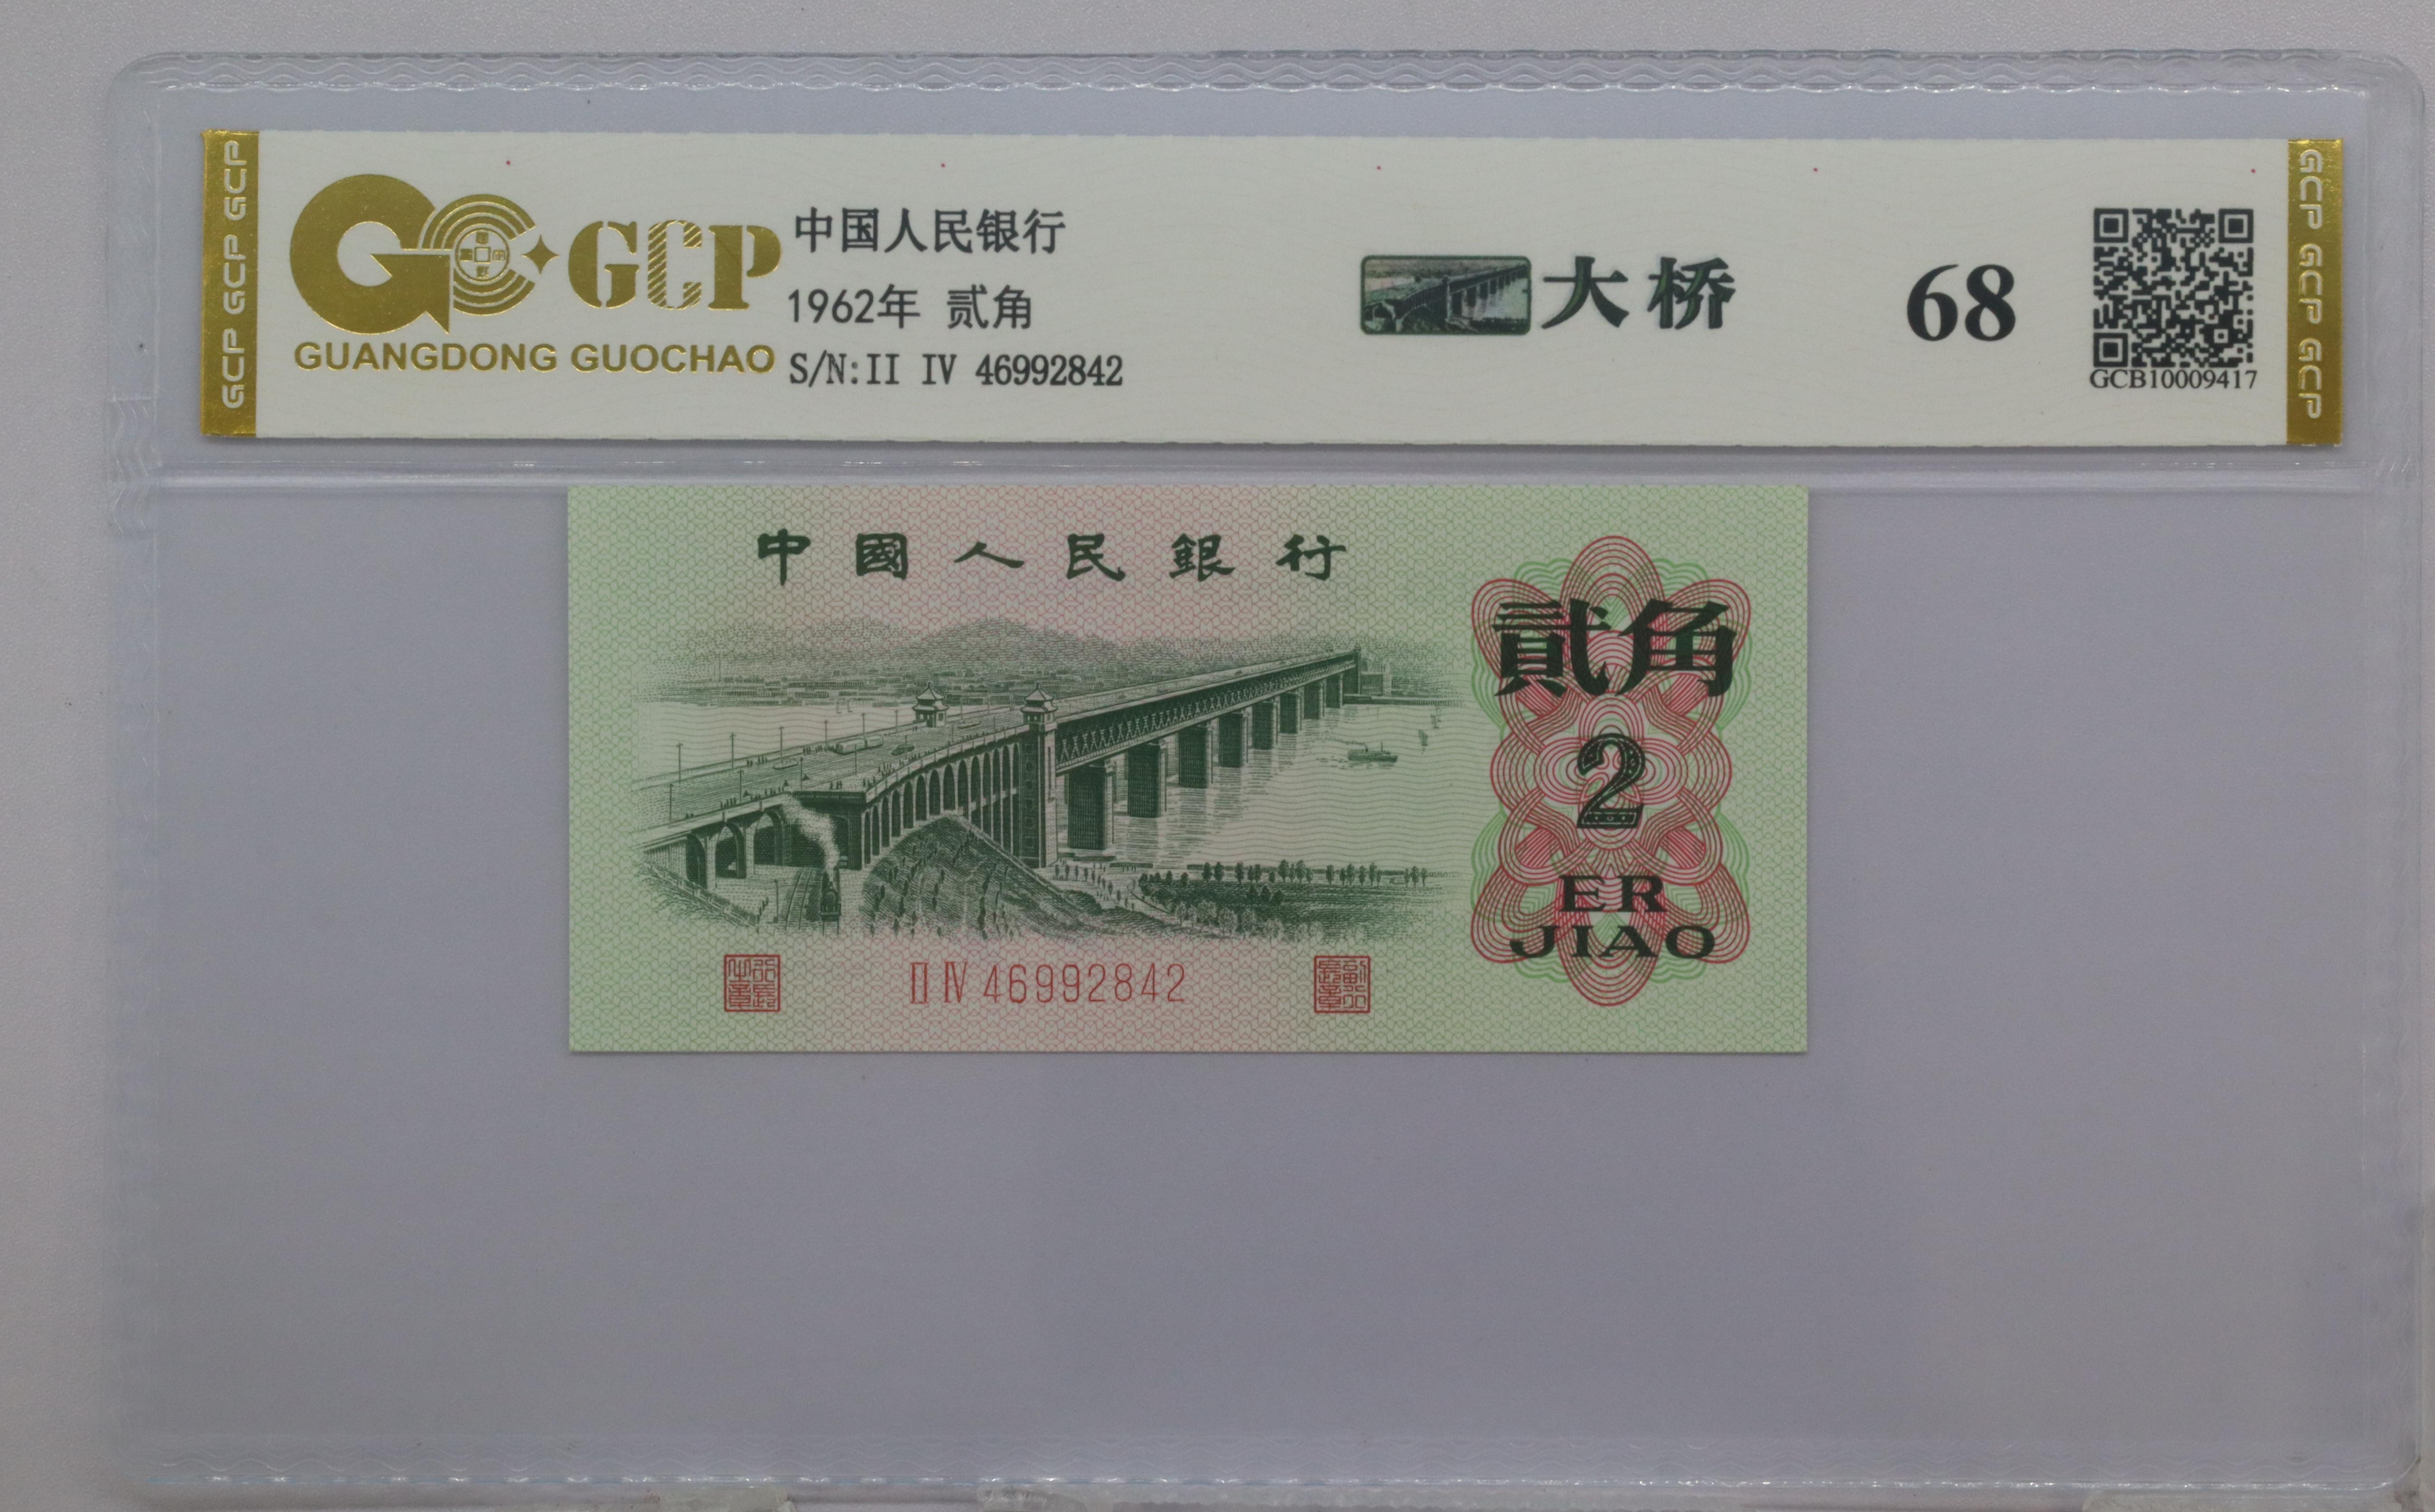 GCP GCP GCP
GCP
GUANGDONG GUOCHAO
中国人民银行
1962年 贰角
S/N:II IV 46992842
大桥
68
GCB10009417
GCP GCP GCP
中國人民銀行
貳角
2
ER
JIAO
II IV 46992842